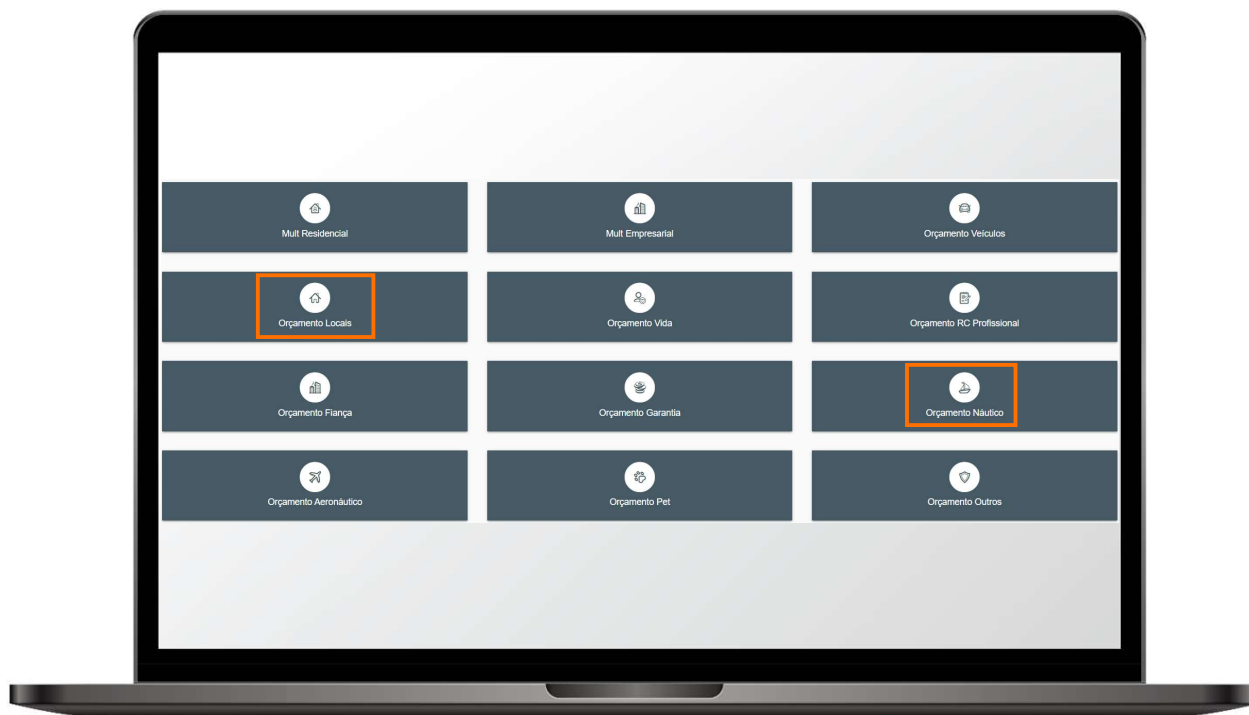 Mult Residencial
Mult Empresarial
Orçamento Veículos
Orçamento Locais
Orçamento Vida
Orçamento RC Profissional
Orçamento Fiança
Orçamento Garantia
Orçamento Náutico
Orçamento Aeronáutico
Orçamento Pet
Orçamento Outros